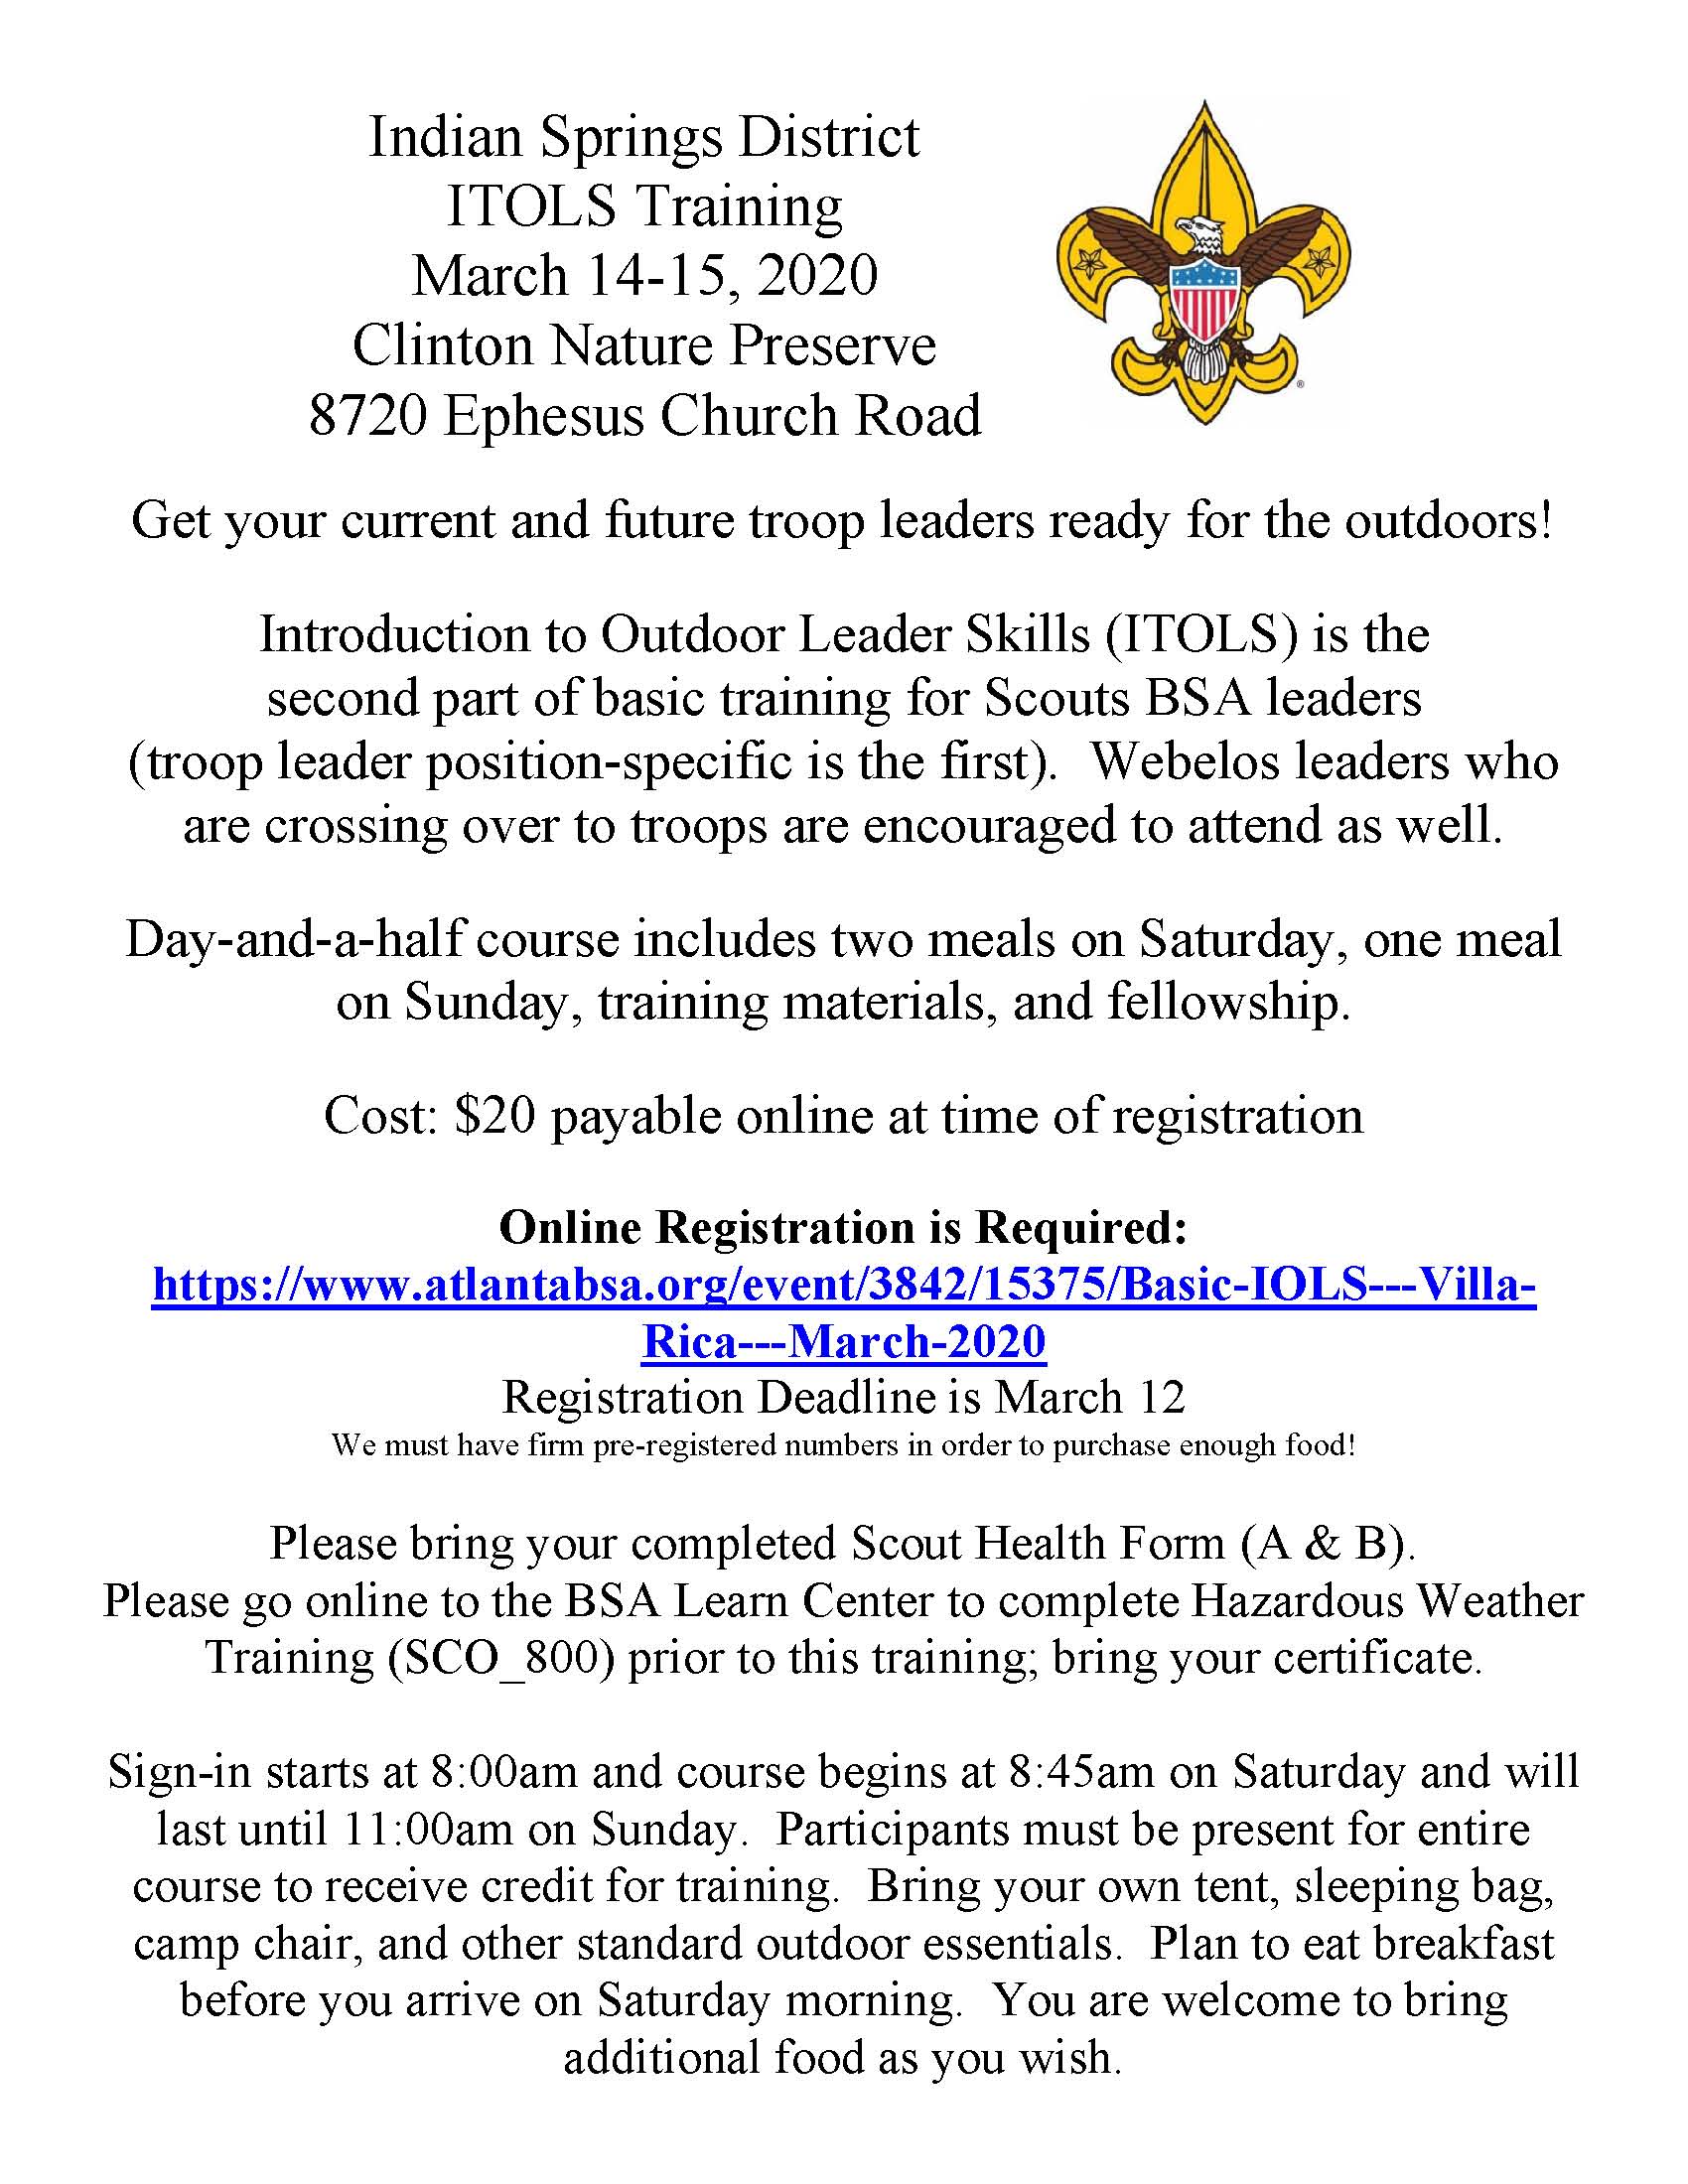 Indian Springs District
ITOLS Training
March 14-15, 2020
Clinton Nature Preserve
8720 Ephesus Church Road
®
Get your current and future troop leaders ready for the outdoors!
Introduction to Outdoor Leader Skills (ITOLS) is the
second part of basic training for Scouts BSA leaders
(troop leader position-specific is the first).  Webelos leaders who
are crossing over to troops are encouraged to attend as well.
Day-and-a-half course includes two meals on Saturday, one meal
on Sunday, training materials, and fellowship.
Cost: $20 payable online at time of registration
Online Registration is Required:
https://www.atlantabsa.org/event/3842/15375/Basic-IOLS---Villa-
Rica---March-2020
Registration Deadline is March 12
We must have firm pre-registered numbers in order to purchase enough food!
Please bring your completed Scout Health Form (A & B).
Please go online to the BSA Learn Center to complete Hazardous Weather
Training (SCO_800) prior to this training; bring your certificate.
Sign-in starts at 8:00am and course begins at 8:45am on Saturday and will
last until 11:00am on Sunday.  Participants must be present for entire
course to receive credit for training.  Bring your own tent, sleeping bag,
camp chair, and other standard outdoor essentials.  Plan to eat breakfast
before you arrive on Saturday morning.  You are welcome to bring
additional food as you wish.